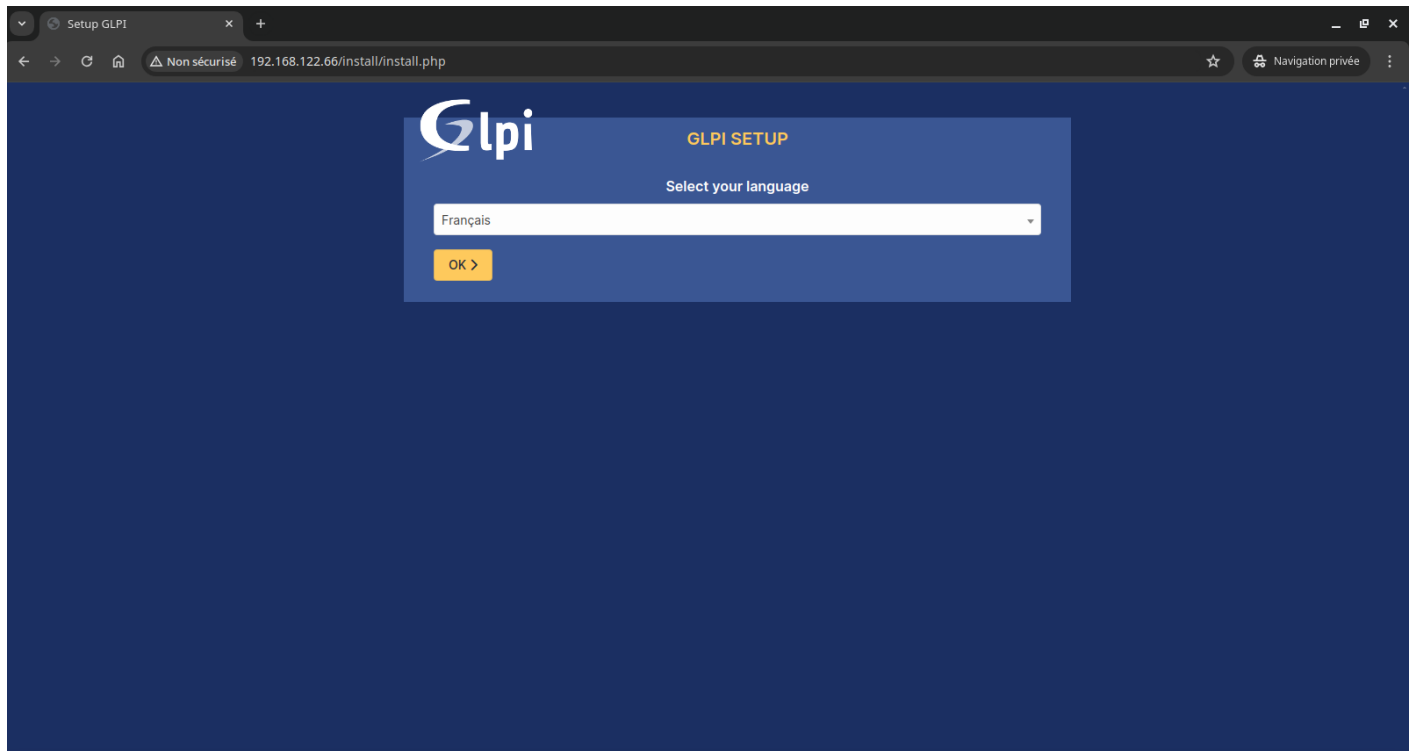 Setup GLPI
Non sécurisé 192.168.122.66/install/install.php Navigation privée
Glpi
GLPI SETUP
Select your language
Français
OK